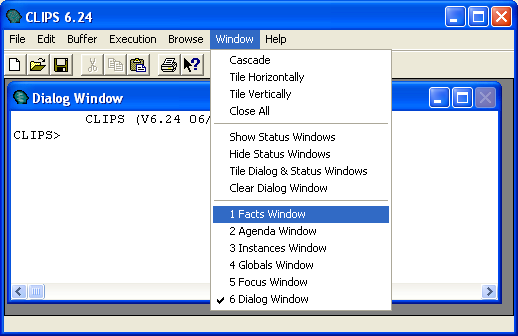 CLIPS 6.24
File Edit Buffer Execution Browse Window Help
Dialog Window
CLIPS (V6.24 06/
CLIPS>
Cascade
Tile Horizontally
Tile Vertically
Close All
Show Status Windows
Hide Status Windows
Tile Dialog & Status Windows
Clear Dialog Window
1 Facts Window
2 Agenda Window
3 Instances Window
4 Globals Window
5 Focus Window
6 Dialog Window